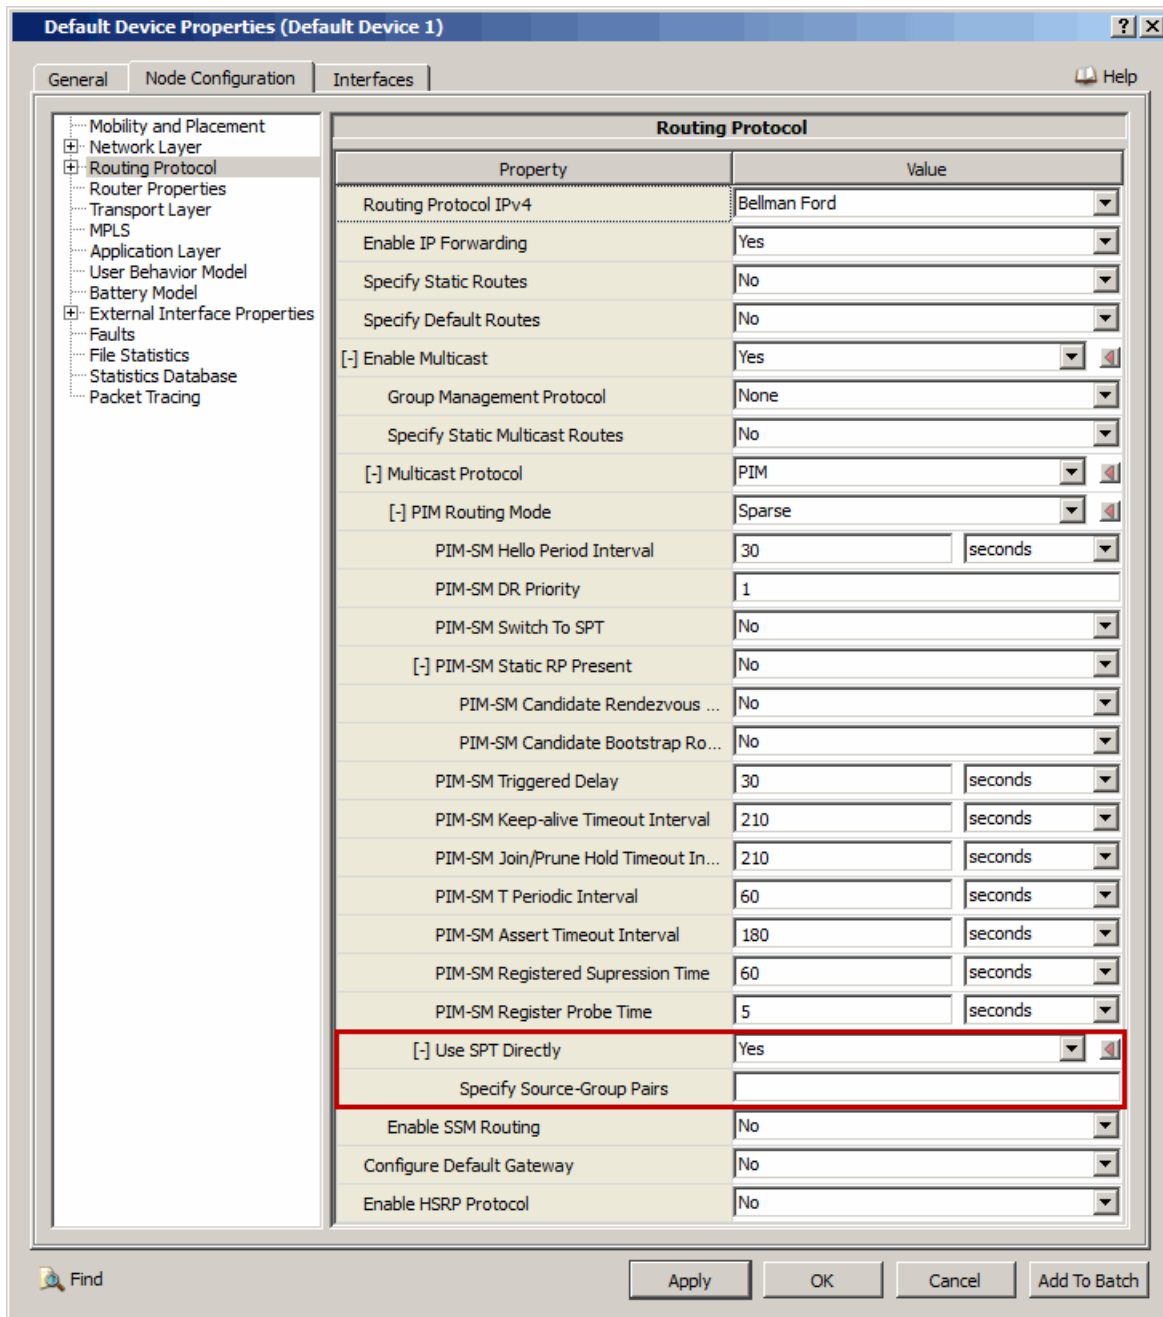 Default Device Properties (Default Device 1)
General
Node Configuration
Interfaces
Help
Mobility and Placement
Network Layer
Routing Protocol
Router Properties
Transport Layer
MPLS
Application Layer
User Behavior Model
Battery Model
External Interface Properties
Faults
File Statistics
Statistics Database
Packet Tracing
Routing Protocol
Property Value
Routing Protocol IPv4 Bellman Ford
Enable IP Forwarding Yes
Specify Static Routes No
Specify Default Routes No
[-] Enable Multicast Yes
Group Management Protocol None
Specify Static Multicast Routes No
[-] Multicast Protocol PIM
[-] PIM Routing Mode Sparse
PIM-SM Hello Period Interval 30 seconds
PIM-SM DR Priority 1
PIM-SM Switch To SPT No
[-] PIM-SM Static RP Present No
PIM-SM Candidate Rendezvous ... No
PIM-SM Candidate Bootstrap Ro... No
PIM-SM Triggered Delay 30 seconds
PIM-SM Keep-alive Timeout Interval 210 seconds
PIM-SM Join/Prune Hold Timeout In... 210 seconds
PIM-SM T Periodic Interval 60 seconds
PIM-SM Assert Timeout Interval 180 seconds
PIM-SM Registered Supression Time 60 seconds
PIM-SM Register Probe Time 5 seconds
[-] Use SPT Directly Yes
Specify Source-Group Pairs
Enable SSM Routing No
Configure Default Gateway No
Enable HSRP Protocol No
Find
Apply
OK
Cancel
Add To Batch